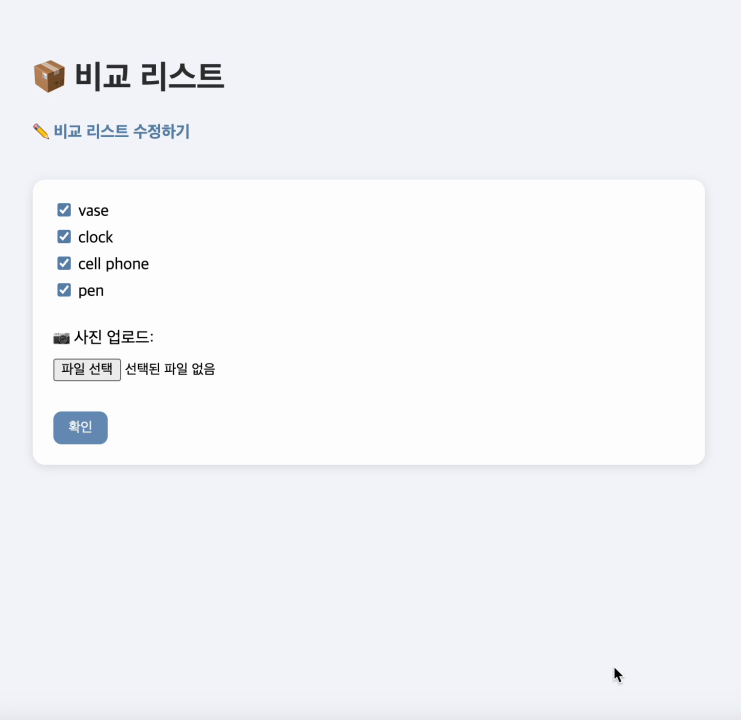 📦 비교 리스트
✏️ 비교 리스트 수정하기
vase
clock
cell phone
pen
📷 사진 업로드:
파일 선택 선택된 파일 없음
확인